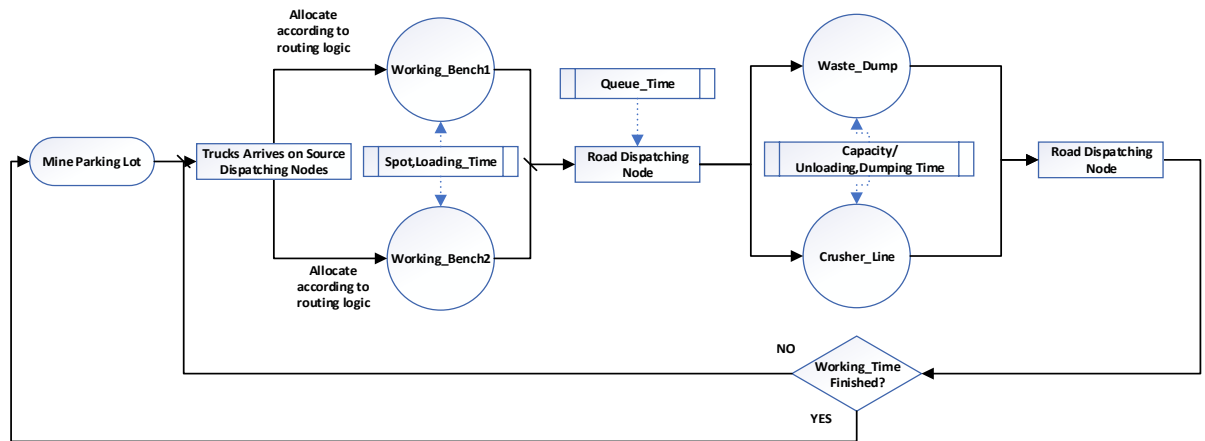 Allocate
according to
routing logic
Working_Bench1
Waste_Dump
Queue_Time
Mine Parking Lot
Trucks Arrives on Source
Dispatching Nodes
Spot,Loading_Time
Road Dispatching
Node
Capacity/
Unloading,Dumping Time
Road Dispatching
Node
Working_Bench2
Crusher_Line
Allocate
according to
routing logic
NO
Working_Time
Finished?
YES